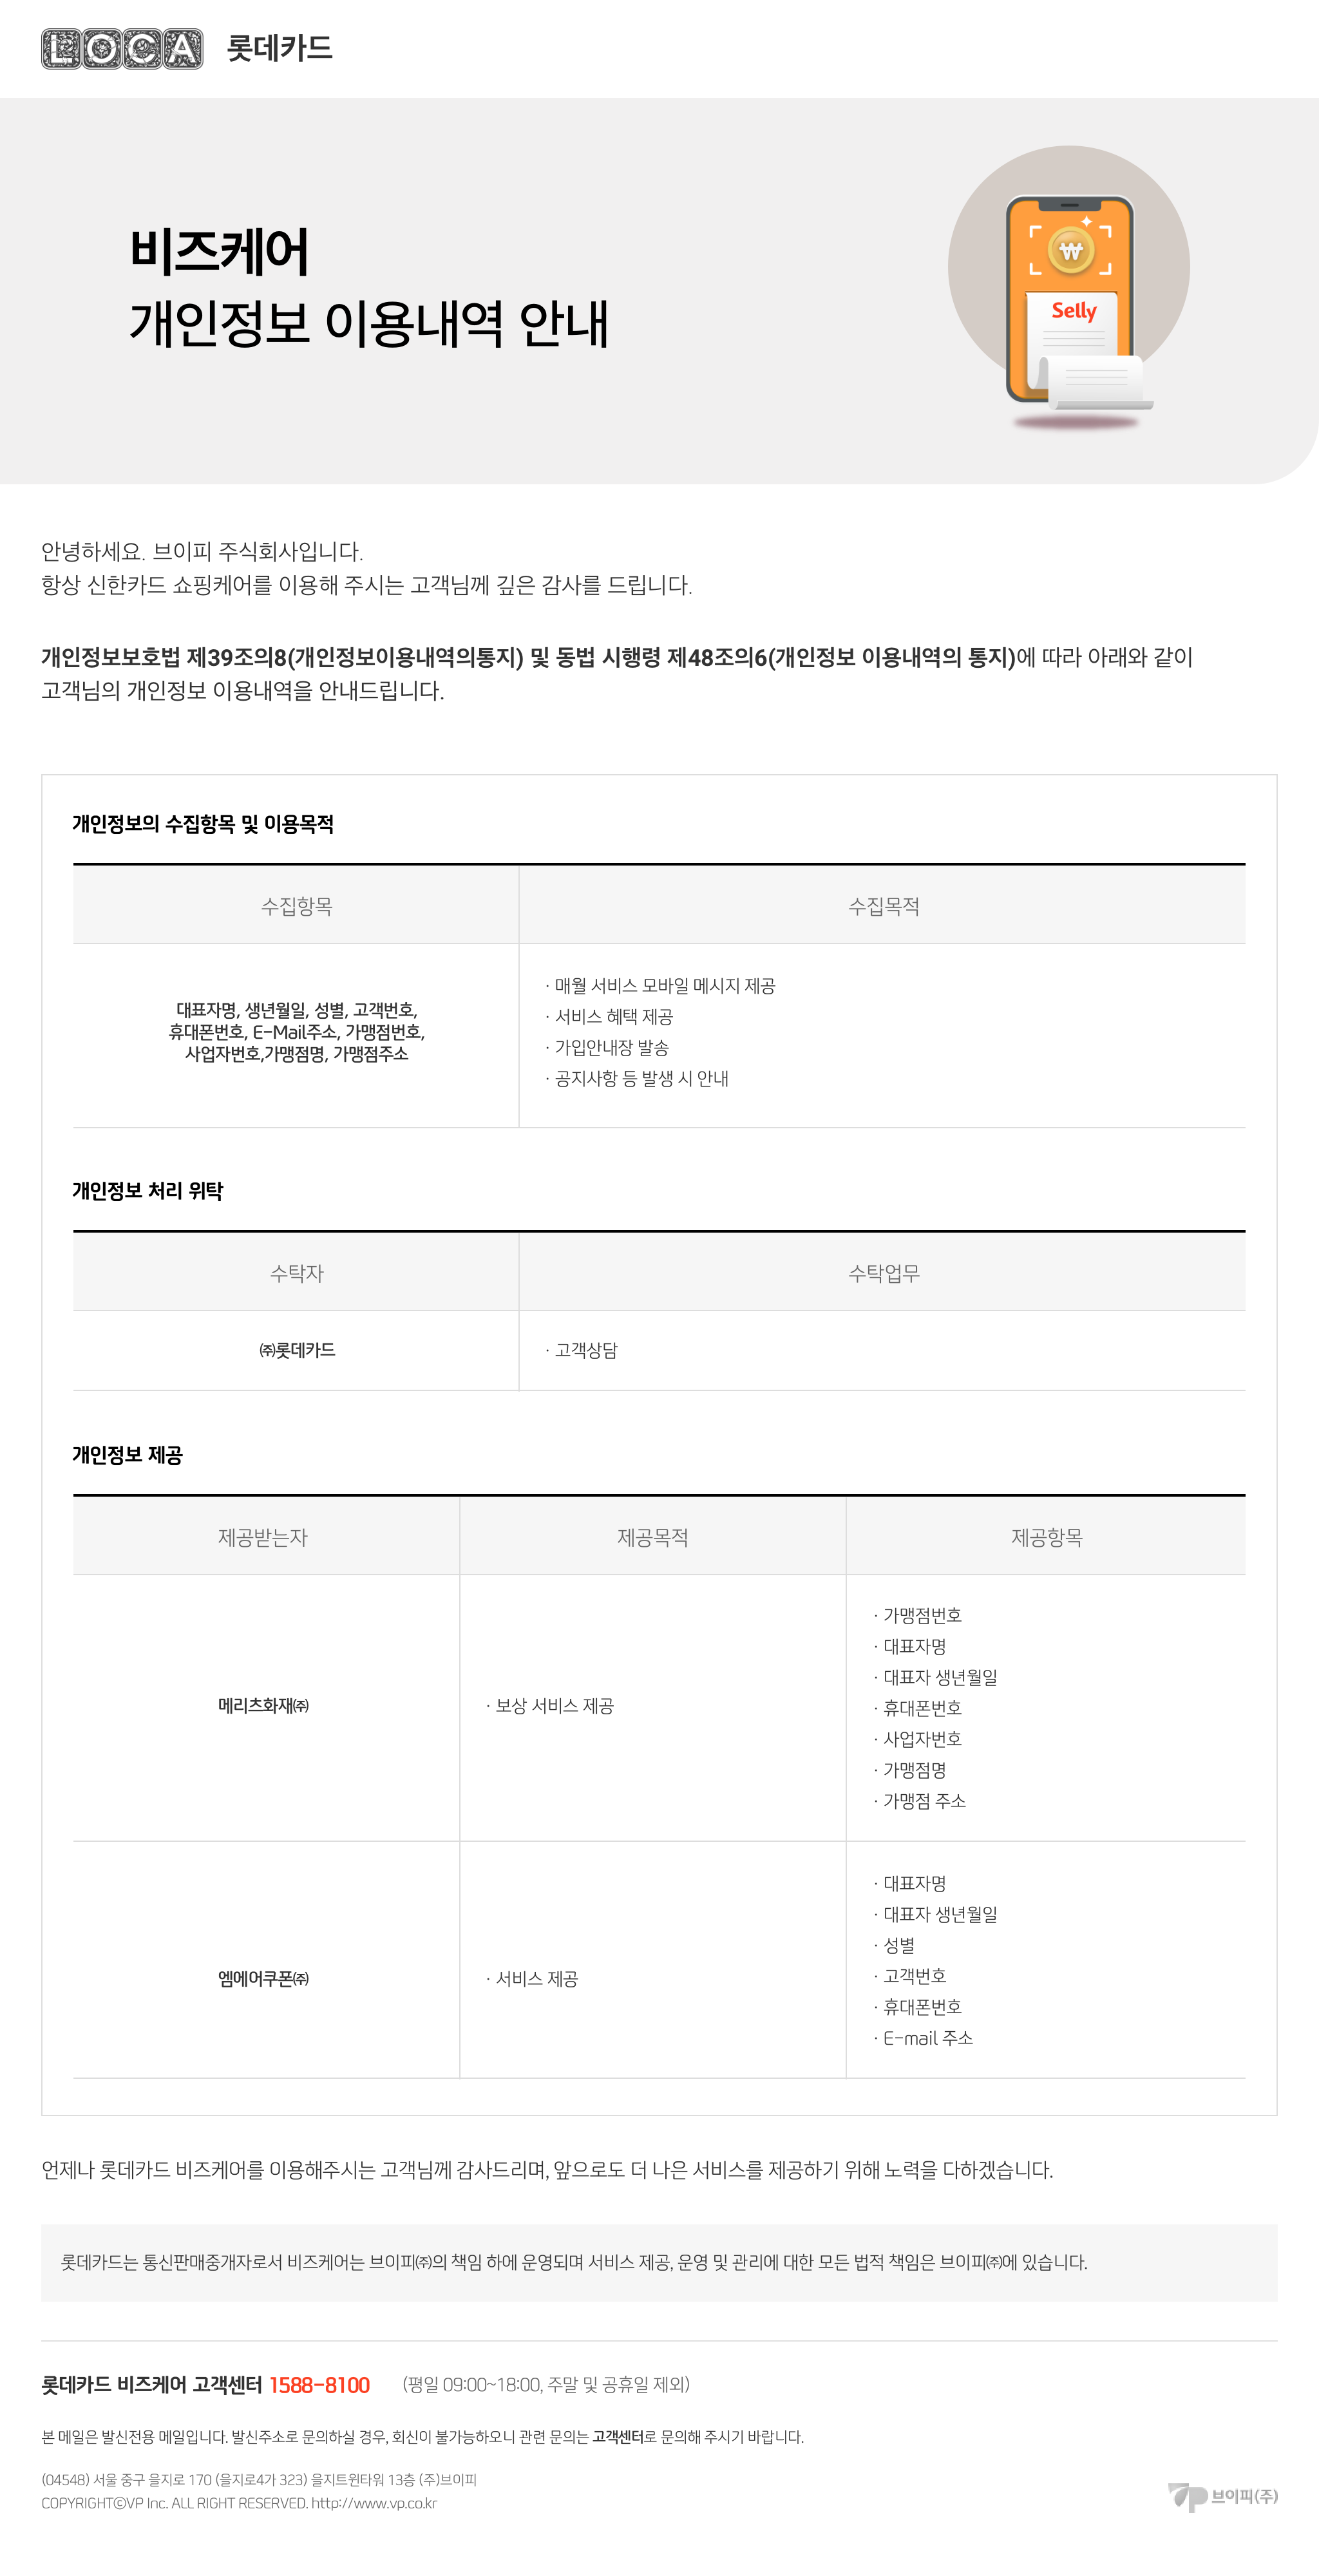 LOCA 롯데카드
비즈케어
개인정보 이용내역 안내
₩
Selly
안녕하세요. 브이피 주식회사입니다.
항상 신한카드 쇼핑케어를 이용해 주시는 고객님께 깊은 감사를 드립니다.
개인정보보호법 제39조의8(개인정보이용내역의통지) 및 동법 시행령 제48조의6(개인정보 이용내역의 통지)에 따라 아래와 같이
고객님의 개인정보 이용내역을 안내드립니다.
개인정보의 수집항목 및 이용목적
수집항목 수집목적
대표자명, 생년월일, 성별, 고객번호,
휴대폰번호, E-Mail주소, 가맹점번호,
사업자번호,가맹점명, 가맹점주소
· 매월 서비스 모바일 메시지 제공
· 서비스 혜택 제공
· 가입안내장 발송
· 공지사항 등 발생 시 안내
개인정보 처리 위탁
수탁자 수탁업무
㈜롯데카드 · 고객상담
개인정보 제공
제공받는자 제공목적 제공항목
메리츠화재㈜ · 보상 서비스 제공
· 가맹점번호
· 대표자명
· 대표자 생년월일
· 휴대폰번호
· 사업자번호
· 가맹점명
· 가맹점 주소
엠에어쿠폰㈜ · 서비스 제공
· 대표자명
· 대표자 생년월일
· 성별
· 고객번호
· 휴대폰번호
· E-mail 주소
언제나 롯데카드 비즈케어를 이용해주시는 고객님께 감사드리며, 앞으로도 더 나은 서비스를 제공하기 위해 노력을 다하겠습니다.
롯데카드는 통신판매중개자로서 비즈케어는 브이피㈜의 책임 하에 운영되며 서비스 제공, 운영 및 관리에 대한 모든 법적 책임은 브이피㈜에 있습니다.
롯데카드 비즈케어 고객센터 1588-8100 (평일 09:00~18:00, 주말 및 공휴일 제외)
본 메일은 발신전용 메일입니다. 발신주소로 문의하실 경우, 회신이 불가능하오니 관련 문의는 고객센터로 문의해 주시기 바랍니다.
(04548) 서울 중구 을지로 170 (을지로4가 323) 을지트윈타워 13층 (주)브이피
COPYRIGHTⓒVP Inc. ALL RIGHT RESERVED. http://www.vp.co.kr
브이피(주)